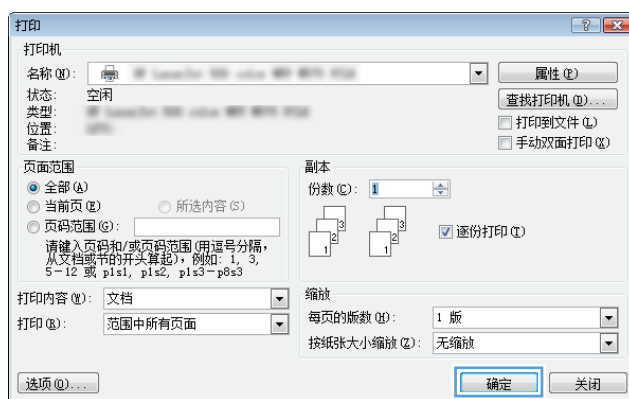 打印
打印机
名称(N):
属性(P)
状态: 空闲
查找打印机(D)...
类型:
位置:
打印到文件(L)
备注:
手动双面打印(X)
页面范围
全部(A)
当前页(E) 所选内容(S)
页码范围(G):
请键入页码和/或页码范围(用逗号分隔,
从文档或节的开头算起),例如: 1, 3,
5-12 或 p1s1, p1s2, p1s3-p8s3
副本
份数(C): 1
3 3
2 2
1 1
逐份打印(T)
打印内容(W): 文档
打印(R): 范围中所有页面
缩放
每页的版数(H): 1 版
按纸张大小缩放(Z): 无缩放
选项(O)...
确定
关闭